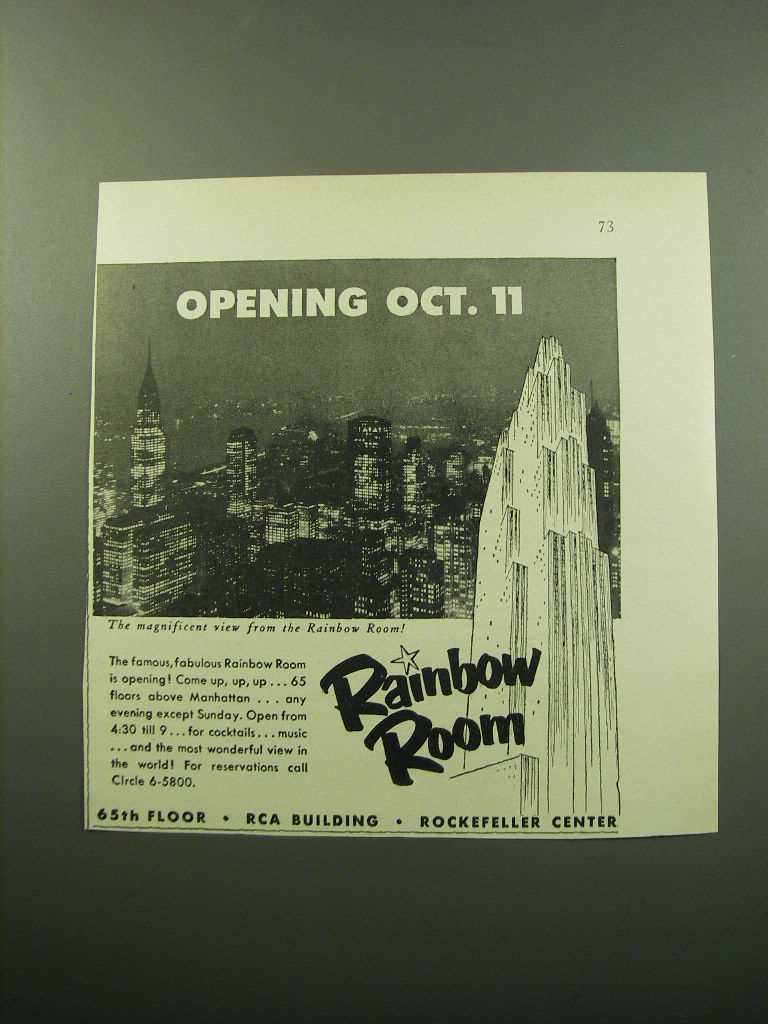 73
OPENING OCT. 11
The magnificent view from the Rainbow Room!
The famous, fabulous Rainbow Room
is opening! Come up, up, up ... 65
floors above Manhattan . . . any
evening except Sunday. Open from
4:30 till 9 ... for cocktails ... music
... and the most wonderful view in
the world! For reservations call
CIrcle 6-5800.
Rainbow
Room
65th FLOOR • RCA BUILDING • ROCKEFELLER CENTER